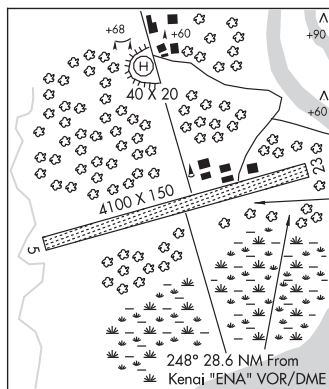 +68
+60
+90
H
40 X 20
+60
4100 X 150
23
5
248° 28.6 NM From
Kenai "ENA" VOR/DME